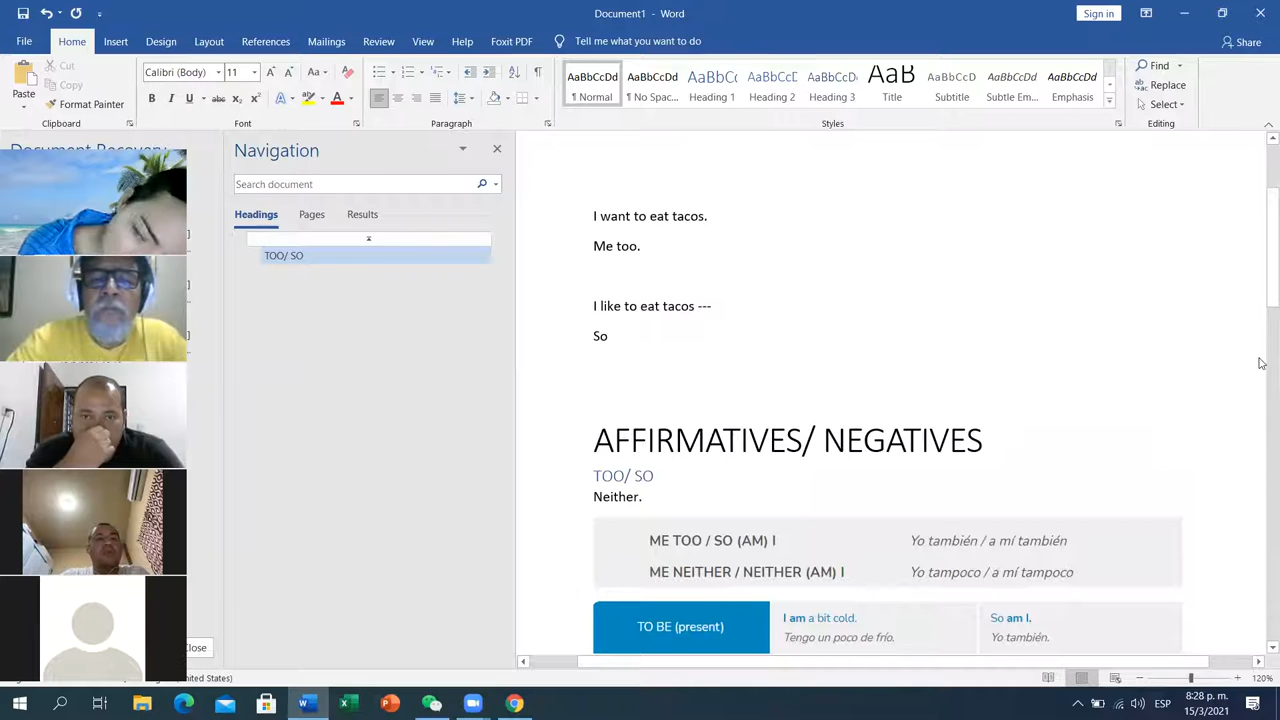 Document1 - Word
Sign in
File Home Insert Design Layout References Mailings Review View Help Foxit PDF Tell me what you want to do Share
Paste
Cut
Copy
Format Painter
Calibri (Body) 11
AaBbCcDd AaBbCcDd AaBbC AaBbCcD AaBbCcD AaB AaBbCcD AaBbCcDd AaBbCcDd
¶ Normal ¶ No Spac... Heading 1 Heading 2 Heading 3 Title Subtitle Subtle Em... Emphasis
Find
Replace
Select
Clipboard Font Paragraph Styles Editing
Document Recovery
Navigation
Search document
Headings Pages Results
TOO/ SO
I want to eat tacos.
Me too.
I like to eat tacos ---
So
AFFIRMATIVES/ NEGATIVES
TOO/ SO
Neither.
ME TOO / SO (AM) I Yo también / a mí también
ME NEITHER / NEITHER (AM) I Yo tampoco / a mí tampoco
TO BE (present)
I am a bit cold. So am I.
Tengo un poco de frío. Yo también.
(United States)
120%
ESP
8:28 p. m.
15/3/2021